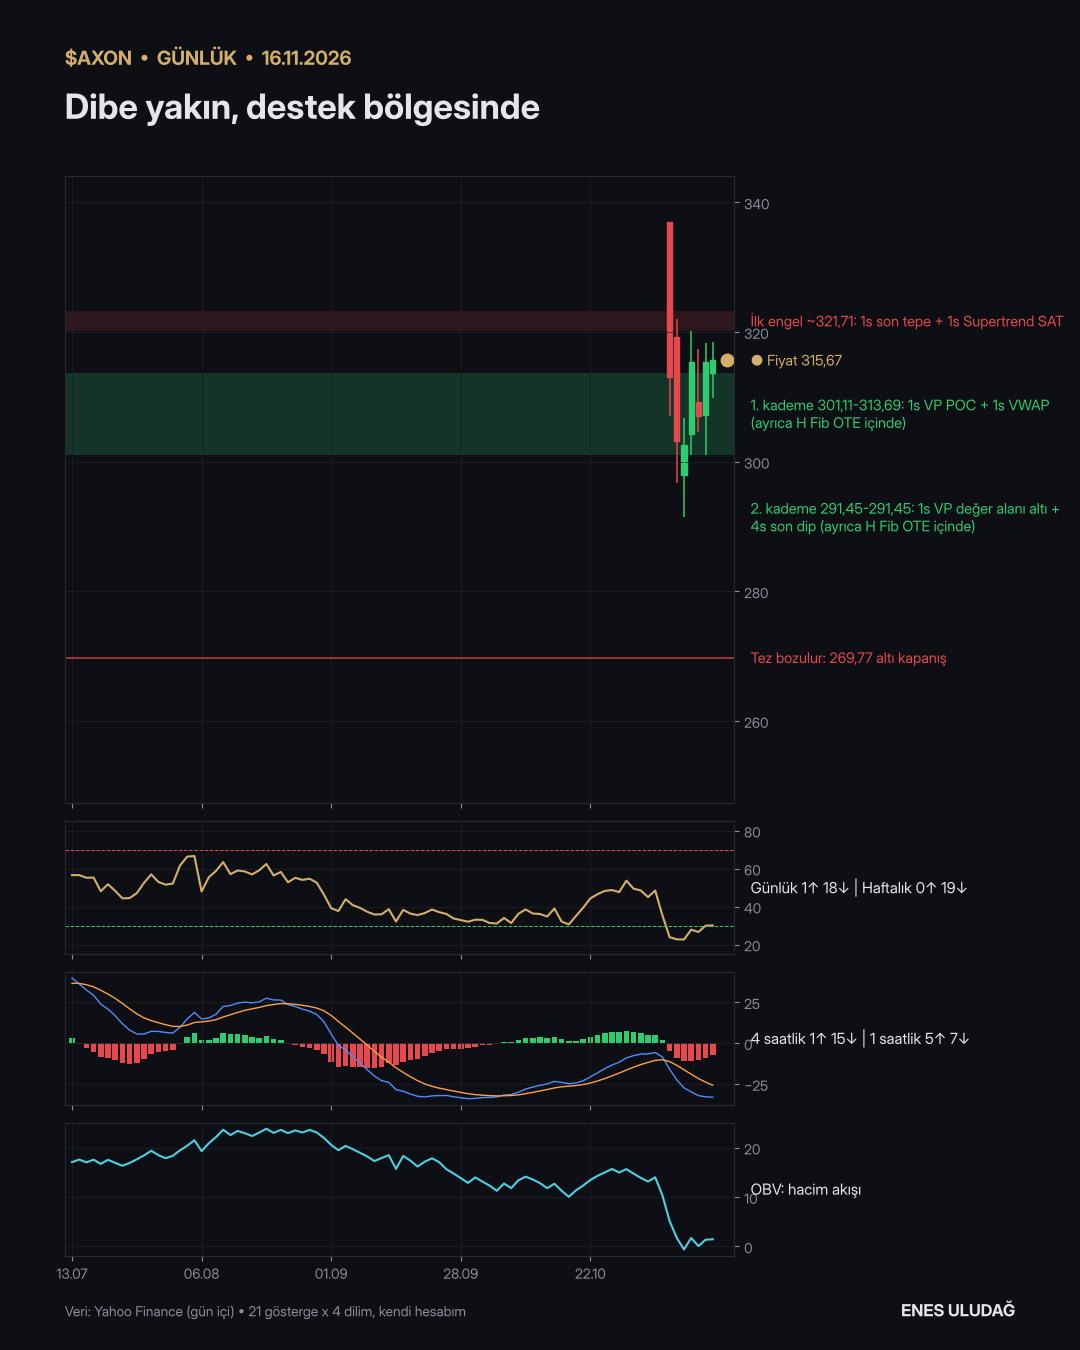 $AXON • GÜNLÜK • 16.11.2026
Dibe yakın, destek bölgesinde
340
İlk engel ~321,71: 1s son tepe + 1s Supertrend SAT
320
Fiyat 315,67
1. kademe 301,11-313,69: 1s VP POC + 1s VWAP
(ayrıca H Fib OTE içinde)
300
2. kademe 291,45-291,45: 1s VP değer alanı altı +
4s son dip (ayrıca H Fib OTE içinde)
280
Tez bozulur: 269,77 altı kapanış
260
80
60
Günlük 1↑ 18↓ | Haftalık 0↑ 19↓
40
20
25
0
4 saatlik 1↑ 15↓ | 1 saatlik 5↑ 7↓
−25
20
OBV: hacim akışı
10
0
13.07 06.08 01.09 28.09 22.10
Veri: Yahoo Finance (gün içi) • 21 gösterge x 4 dilim, kendi hesabım
ENES ULUDAĞ